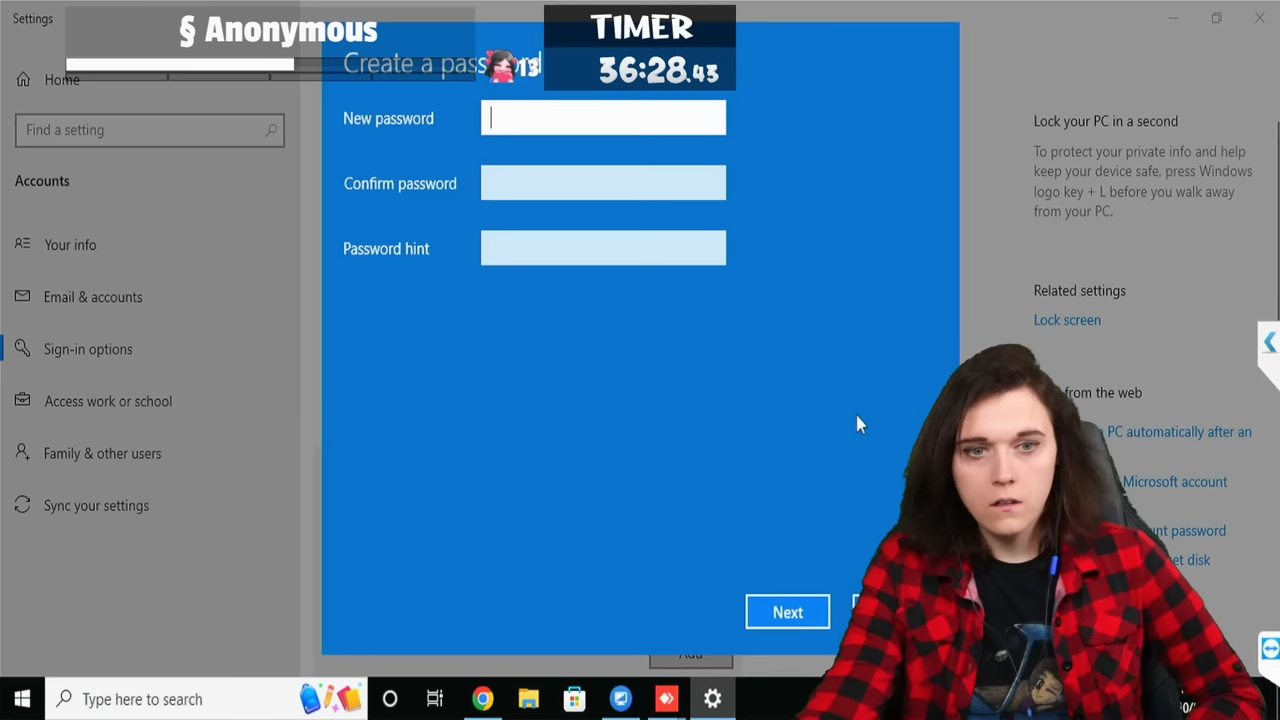 Settings
§ Anonymous
TIMER
36:28.43
Home
Create a pass
13
New password
Confirm password
Password hint
Find a setting
Accounts
Your info
Email & accounts
Sign-in options
Access work or school
Family & other users
Sync your settings
Lock your PC in a second
To protect your private info and help
keep your device safe, press Windows
logo key + L before you walk away
from your PC.
Related settings
Lock screen
from the web
PC automatically after an
Microsoft account
password
disk
Next
Add
Type here to search